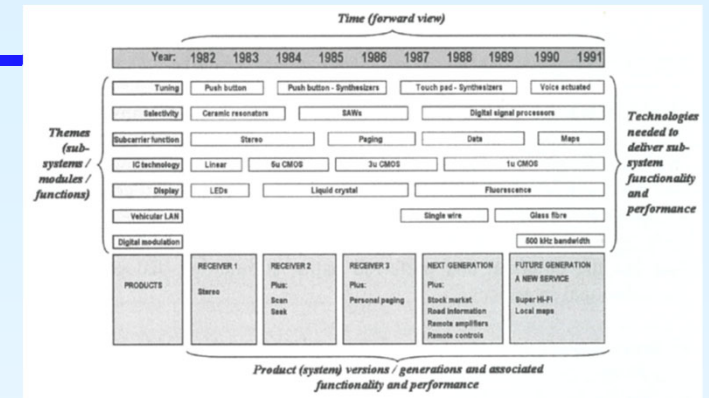 Time (forward view)
Year: 1982 1983 1984 1985 1986 1987 1988 1989 1990 1991
Tuning Push button Push button - Synthesizers Touch pad - Synthesizers Voice actuated
Selectivity Ceramic resonators SAWs Digital signal processors
Subcarrier function Stereo Paging Data Maps
IC technology Linear 5u CMOS 3u CMOS 1u CMOS
Display LEDs Liquid crystal Fluorescence
Vehicular LAN Single wire Glass fibre
Digital modulation 500 kHz bandwidth
Themes
(sub-
systems /
modules /
functions)
Technologies
needed to
deliver sub-
system
functionality
and
performance
PRODUCTS
RECEIVER 1
Stereo
RECEIVER 2
Plus:
Scan
Seek
RECEIVER 3
Plus:
Personal paging
NEXT GENERATION
Plus:
Stock market
Road information
Remote amplifiers
Remote controls
FUTURE GENERATION
A NEW SERVICE
Super Hi-Fi
Local maps
Product (system) versions / generations and associated
functionality and performance